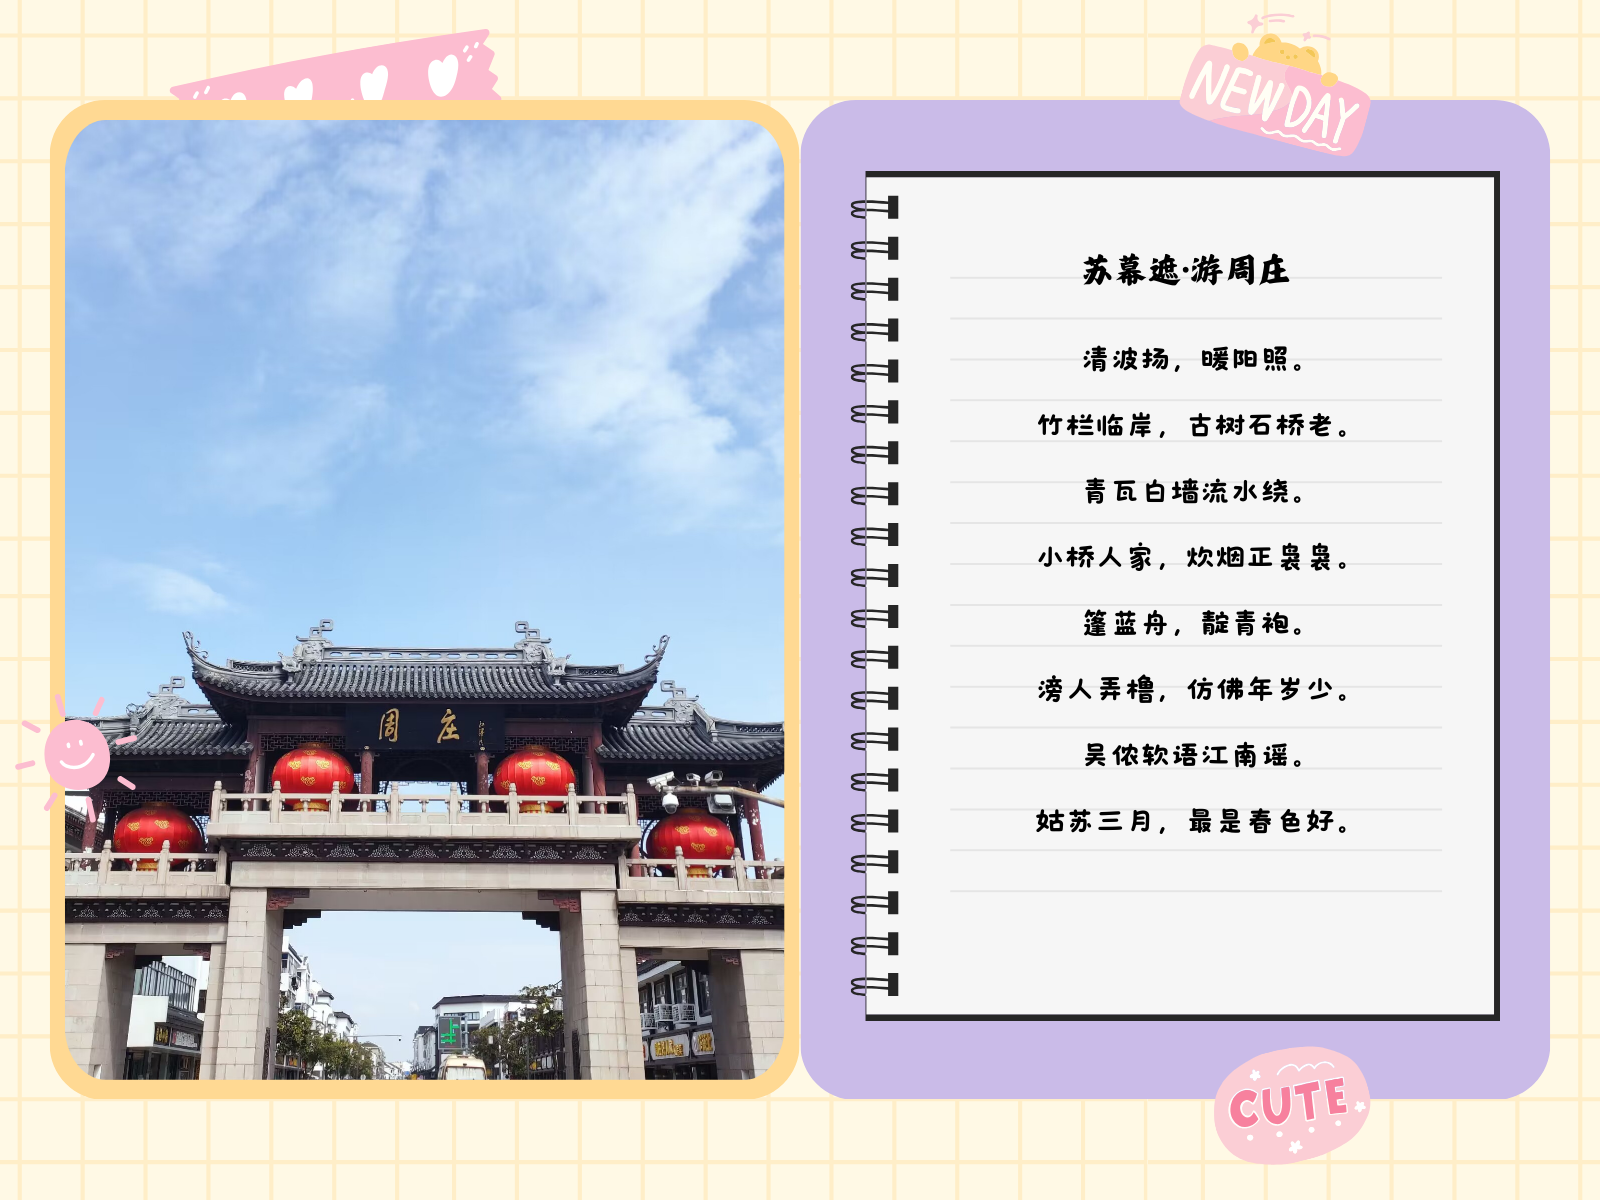 NEW DAY
周庄
苏幕遮·游周庄
清波扬，暖阳照。
竹栏临岸，古树石桥老。
青瓦白墙流水绕。
小桥人家，炊烟正袅袅。
篷蓝舟，靛青袍。
滂人弄橹，仿佛年岁少。
吴侬软语江南谣。
姑苏三月，最是春色好。
CUTE